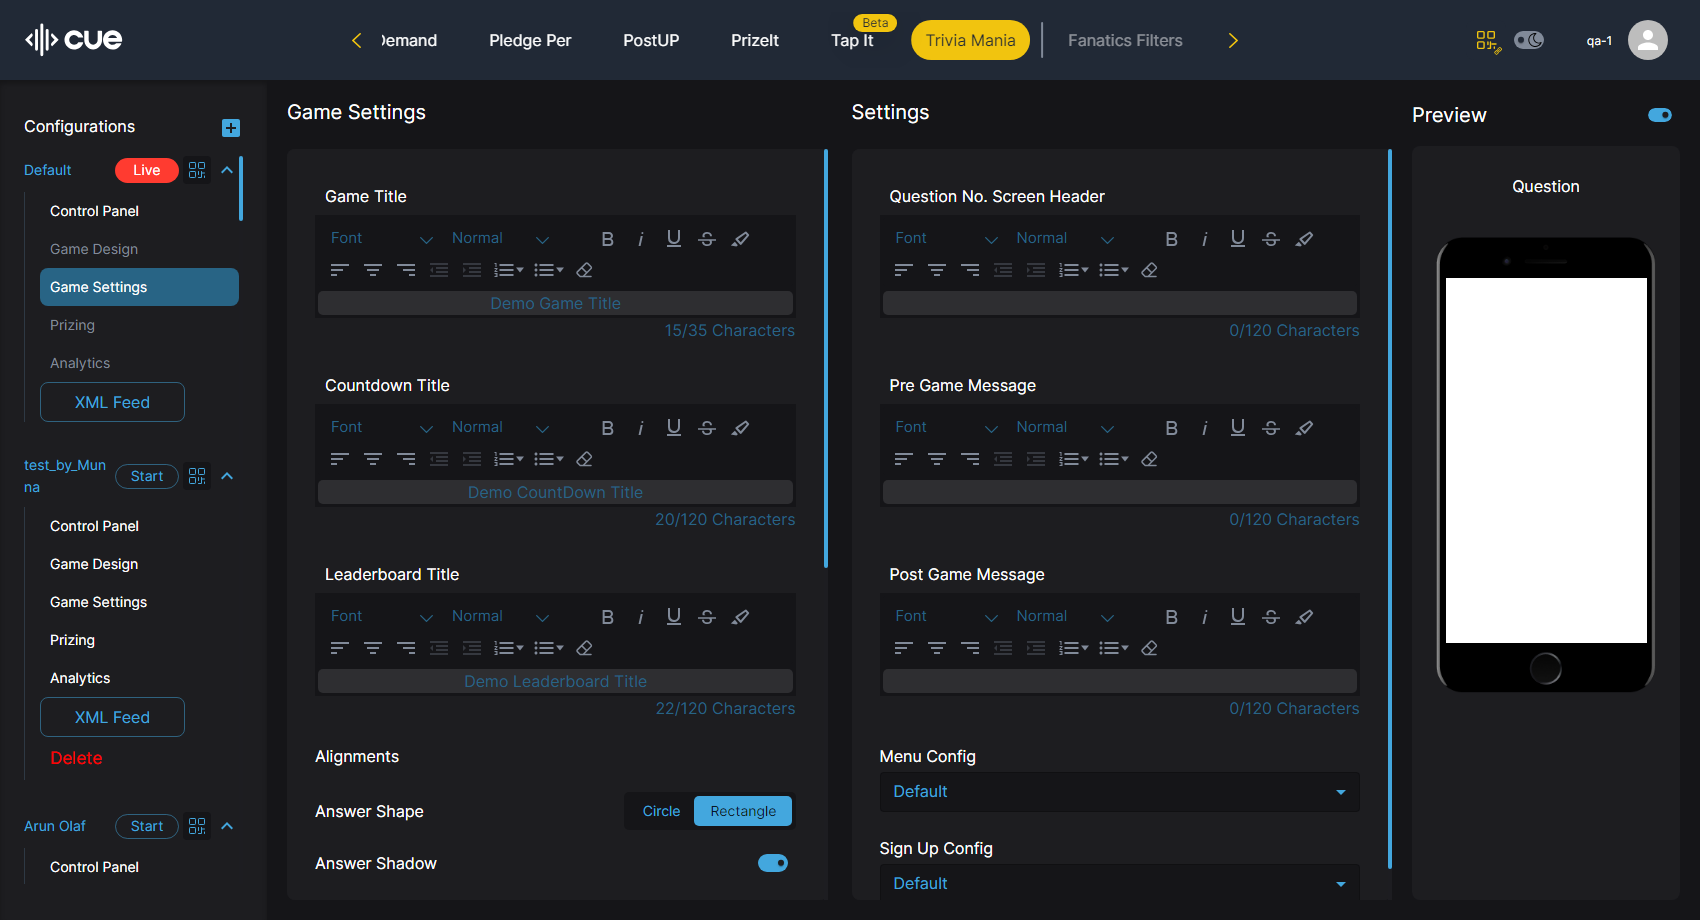 cue
Demand
Pledge Per
PostUP
PrizeIt
Tap It
Beta
Trivia Mania
Fanatics Filters
qa-1
Configurations
Default
Live
Control Panel
Game Design
Game Settings
Prizing
Analytics
XML Feed
test_by_Mun
na
Start
Control Panel
Game Design
Game Settings
Prizing
Analytics
XML Feed
Delete
Arun Olaf
Start
Control Panel
Game Settings
Game Title
Font Normal B i U S
Demo Game Title
15/35 Characters
Countdown Title
Font Normal B i U S
Demo CountDown Title
20/120 Characters
Leaderboard Title
Font Normal B i U S
Demo Leaderboard Title
22/120 Characters
Alignments
Answer Shape
Circle
Rectangle
Answer Shadow
Settings
Question No. Screen Header
Font Normal B i U S
0/120 Characters
Pre Game Message
Font Normal B i U S
0/120 Characters
Post Game Message
Font Normal B i U S
0/120 Characters
Menu Config
Default
Sign Up Config
Default
Preview
Question